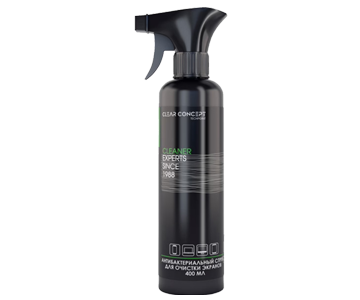 CLEAR CONCEPT
CLEANER
EXPERTS
SINCE
1988
АНТИБАКТЕРИАЛЬНЫЙ СПРЕЙ
ДЛЯ ОЧИСТКИ ЭКРАНОВ
400 МЛ